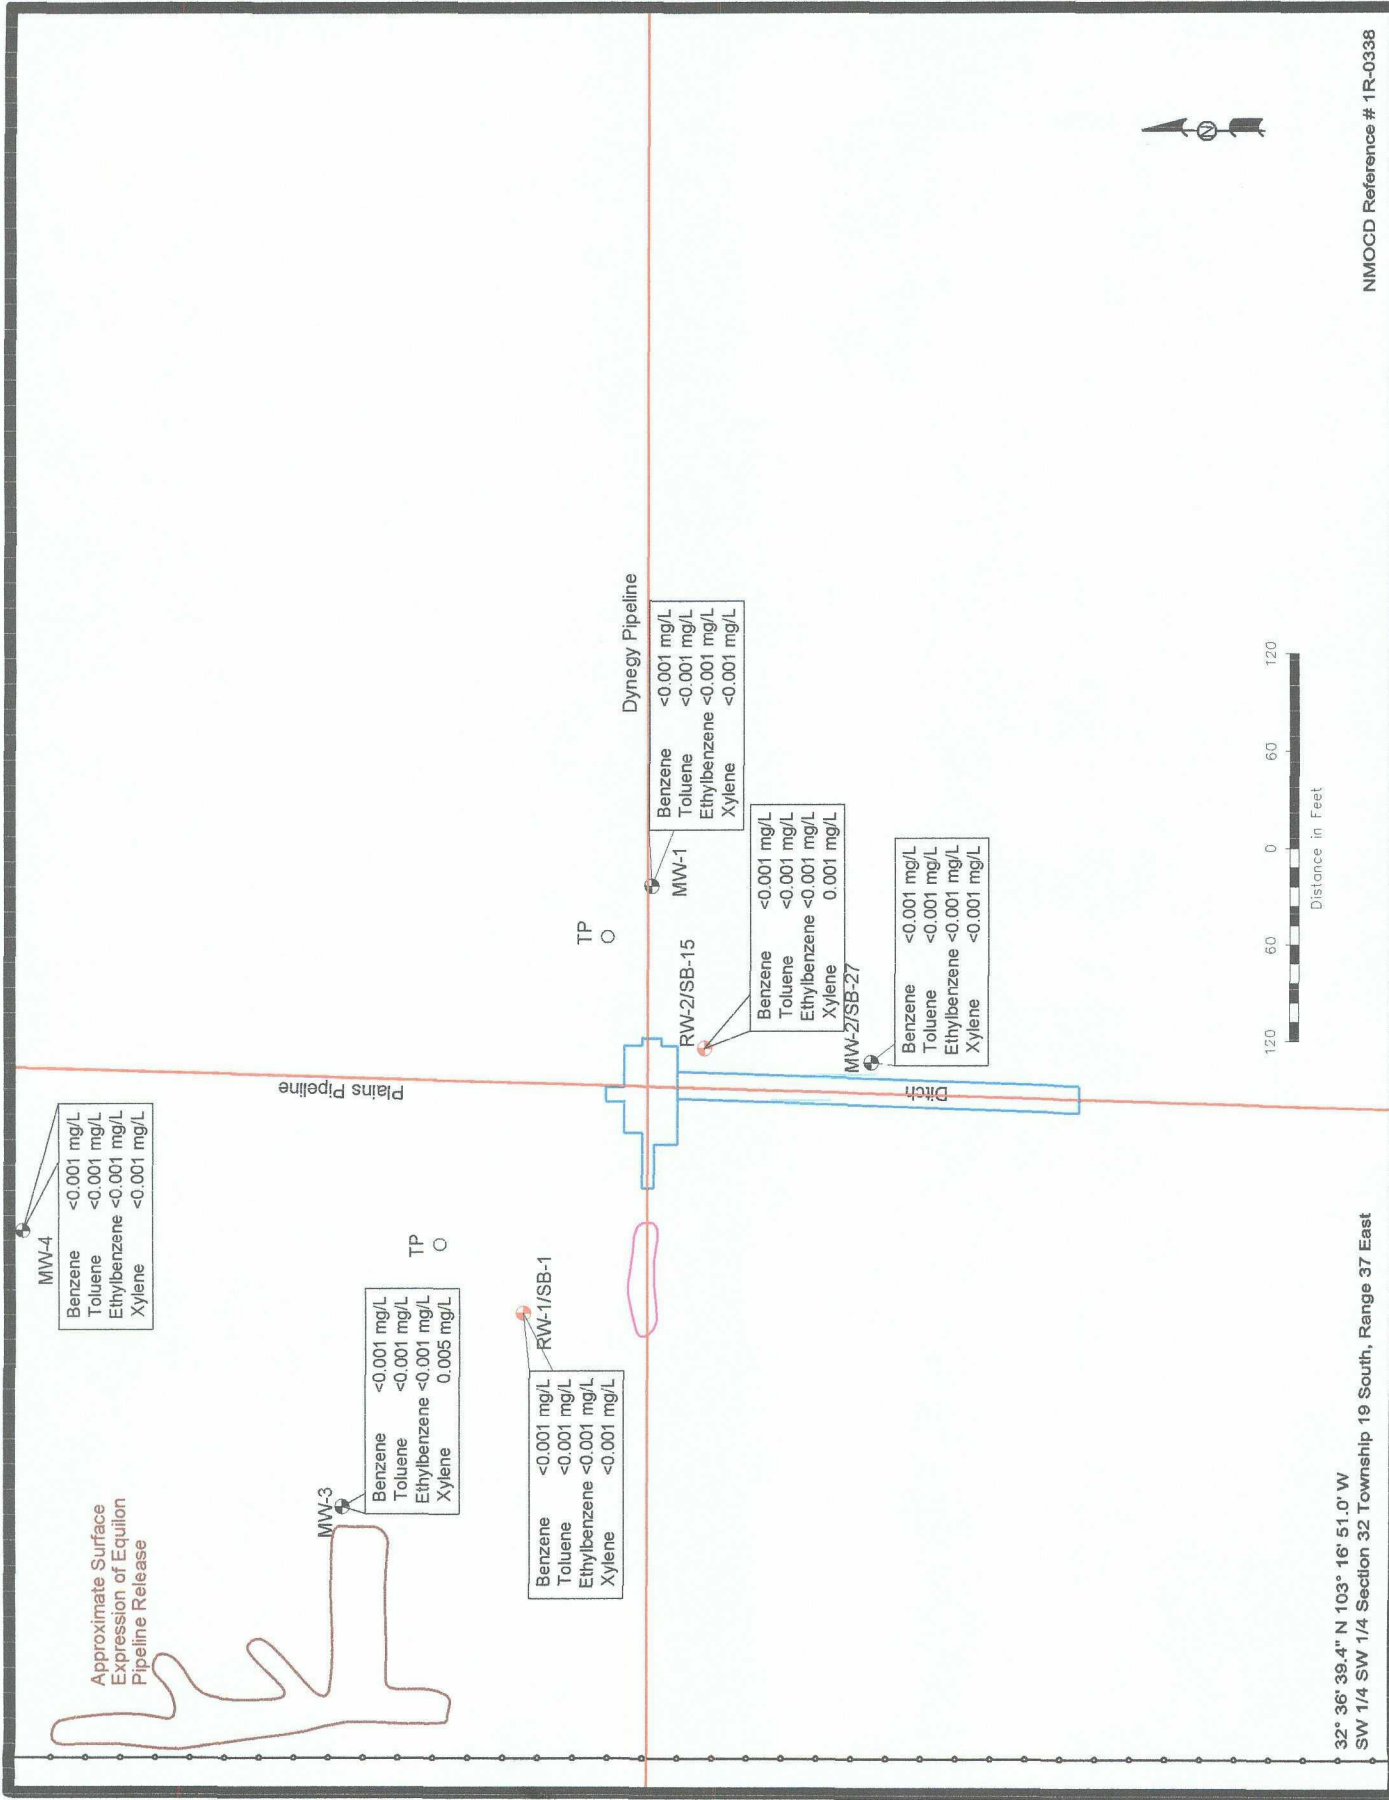 Approximate Surface
Expression of Equilon
Pipeline Release
MW-4
Benzene <0.001 mg/L
Toluene <0.001 mg/L
Ethylbenzene <0.001 mg/L
Xylene <0.001 mg/L
Plains Pipeline
MW-3
Benzene <0.001 mg/L
Toluene <0.001 mg/L
Ethylbenzene <0.001 mg/L
Xylene 0.005 mg/L
TP
RW-1/SB-1
Benzene <0.001 mg/L
Toluene <0.001 mg/L
Ethylbenzene <0.001 mg/L
Xylene <0.001 mg/L
TP
Dynegy Pipeline
MW-1
Benzene <0.001 mg/L
Toluene <0.001 mg/L
Ethylbenzene <0.001 mg/L
Xylene <0.001 mg/L
RW-2/SB-15
Benzene <0.001 mg/L
Toluene <0.001 mg/L
Ethylbenzene <0.001 mg/L
Xylene 0.001 mg/L
MW-2/SB-27
Benzene <0.001 mg/L
Toluene <0.001 mg/L
Ethylbenzene <0.001 mg/L
Xylene <0.001 mg/L
Ditch
N
120 60 0 60 120
Distance in Feet
32° 36' 39.4" N 103° 16' 51.0' W
SW 1/4 SW 1/4 Section 32 Township 19 South, Range 37 East
NMOCD Reference # 1R-0338